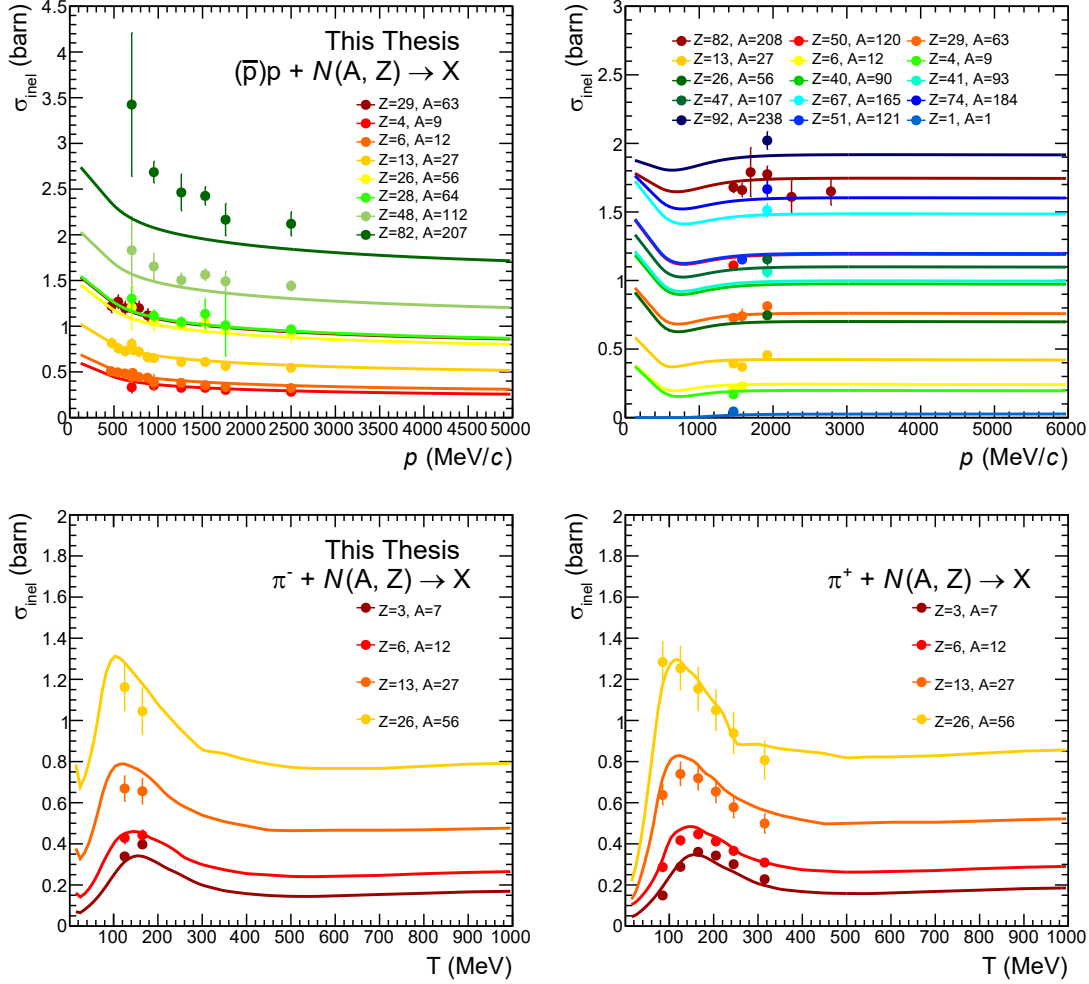 σinel (barn)
4.5
4
3.5
3
2.5
2
1.5
1
0.5
0
This Thesis
(p̅)p + N(A, Z) → X
Z=29, A=63
Z=4, A=9
Z=6, A=12
Z=13, A=27
Z=26, A=56
Z=28, A=64
Z=48, A=112
Z=82, A=207
0 500 1000 1500 2000 2500 3000 3500 4000 4500 5000
p (MeV/c)
σinel (barn)
3
2.5
2
1.5
1
0.5
0
Z=82, A=208 Z=50, A=120 Z=29, A=63
Z=13, A=27 Z=6, A=12 Z=4, A=9
Z=26, A=56 Z=40, A=90 Z=41, A=93
Z=47, A=107 Z=67, A=165 Z=74, A=184
Z=92, A=238 Z=51, A=121 Z=1, A=1
0 1000 2000 3000 4000 5000 6000
p (MeV/c)
σinel (barn)
2
1.8
1.6
1.4
1.2
1
0.8
0.6
0.4
0.2
0
This Thesis
π- + N(A, Z) → X
Z=3, A=7
Z=6, A=12
Z=13, A=27
Z=26, A=56
100 200 300 400 500 600 700 800 900 1000
T (MeV)
σinel (barn)
2
1.8
1.6
1.4
1.2
1
0.8
0.6
0.4
0.2
0
π+ + N(A, Z) → X
Z=3, A=7
Z=6, A=12
Z=13, A=27
Z=26, A=56
0 100 200 300 400 500 600 700 800 900 1000
T (MeV)